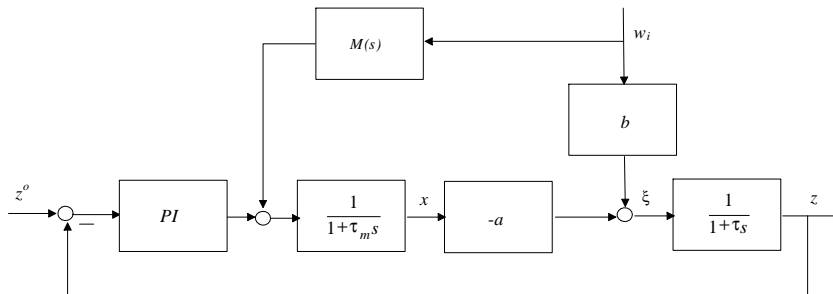 M(s)
w_i
b
z^o
−
PI
1
1+τ_m s
x
-a
ξ
1
1+τs
z